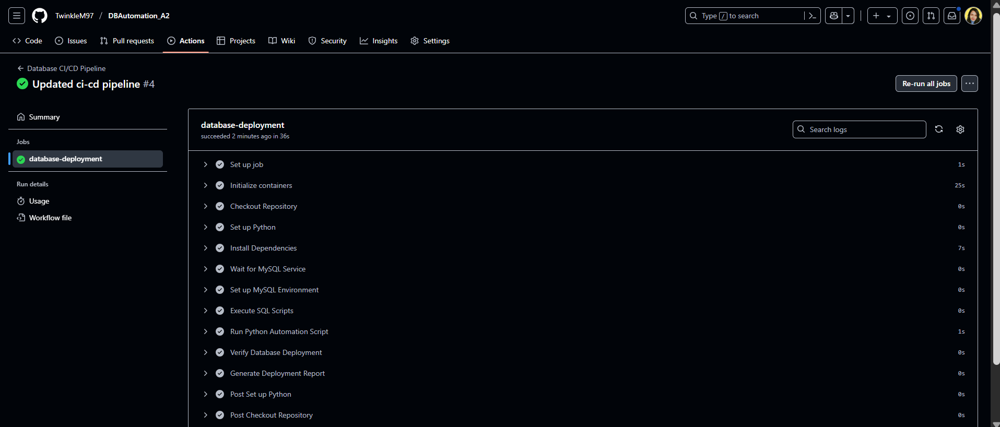 TwinkleM97 / DBAutomation_A2
Type / to search
Code Issues Pull requests Actions Projects Wiki Security Insights Settings
Database CI/CD Pipeline
Updated ci-cd pipeline #4
Re-run all jobs
Summary
Jobs
database-deployment
Run details
Usage
Workflow file
database-deployment
succeeded 2 minutes ago in 36s
Search logs
Set up job 1s
Initialize containers 25s
Checkout Repository 0s
Set up Python 0s
Install Dependencies 7s
Wait for MySQL Service 0s
Set up MySQL Environment 0s
Execute SQL Scripts 0s
Run Python Automation Script 1s
Verify Database Deployment 0s
Generate Deployment Report 0s
Post Set up Python 0s
Post Checkout Repository 0s